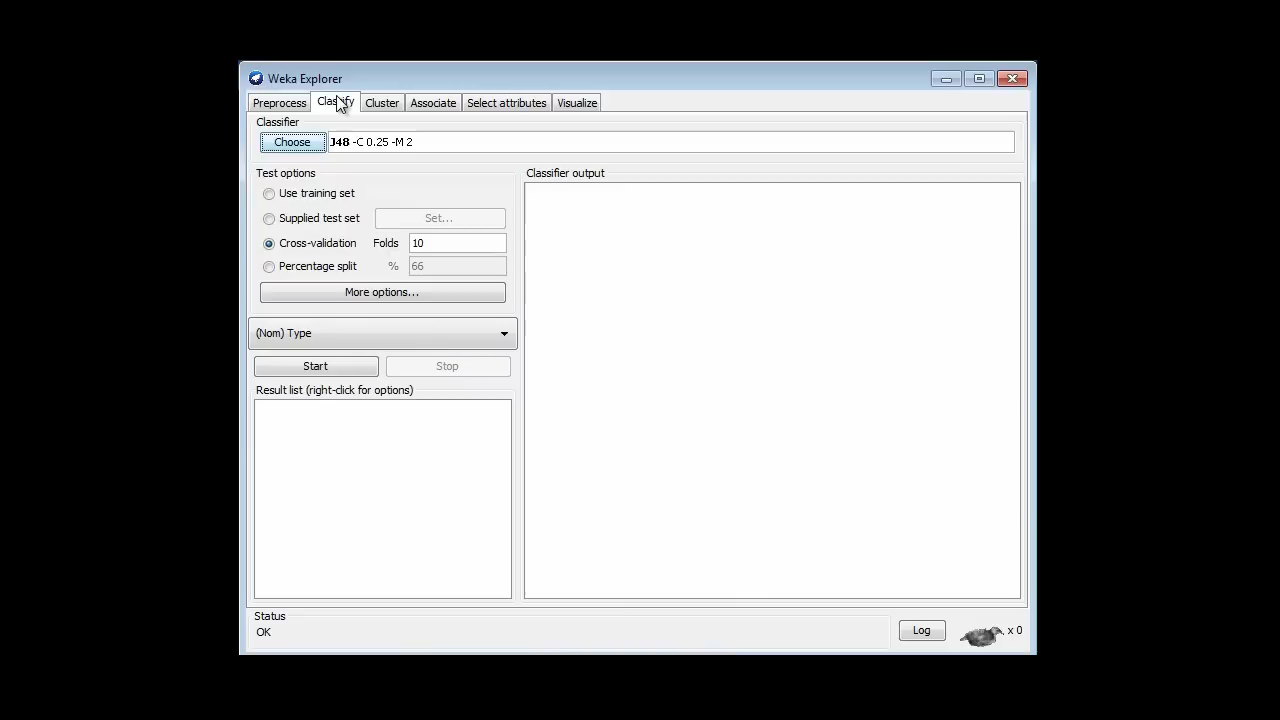 Weka Explorer
Preprocess Classify Cluster Associate Select attributes Visualize
Classifier
Choose J48 -C 0.25 -M 2
Test options
Use training set
Supplied test set Set...
Cross-validation Folds 10
Percentage split % 66
More options...
(Nom) Type
Start Stop
Result list (right-click for options)
Classifier output
Status
OK
Log x 0